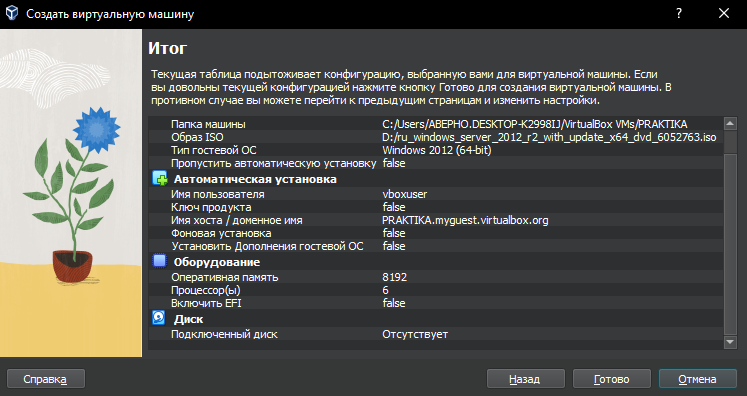 Создать виртуальную машину
Итог
Текущая таблица подытоживает конфигурацию, выбранную вами для виртуальной машины. Если
вы довольны текущей конфигурацией нажмите кнопку Готово для создания виртуальной машины. В
противном случае вы можете перейти к предыдущим страницам и изменить настройки.
Папка машины C:/Users/ABEPHO.DESKTOP-K2998IJ/VirtualBox VMs/PRAKTIKA
Образ ISO D:/ru_windows_server_2012_r2_with_update_x64_dvd_6052763.iso
Тип гостевой ОС Windows 2012 (64-bit)
Пропустить автоматическую установку false
Автоматическая установка
Имя пользователя vboxuser
Ключ продукта false
Имя хоста / доменное имя PRAKTIKA.myguest.virtualbox.org
Фоновая установка false
Установить Дополнения гостевой ОС false
Оборудование
Оперативная память 8192
Процессор(ы) 6
Включить EFI false
Диск
Подключенный диск Отсутствует
Справка Назад Готово Отмена